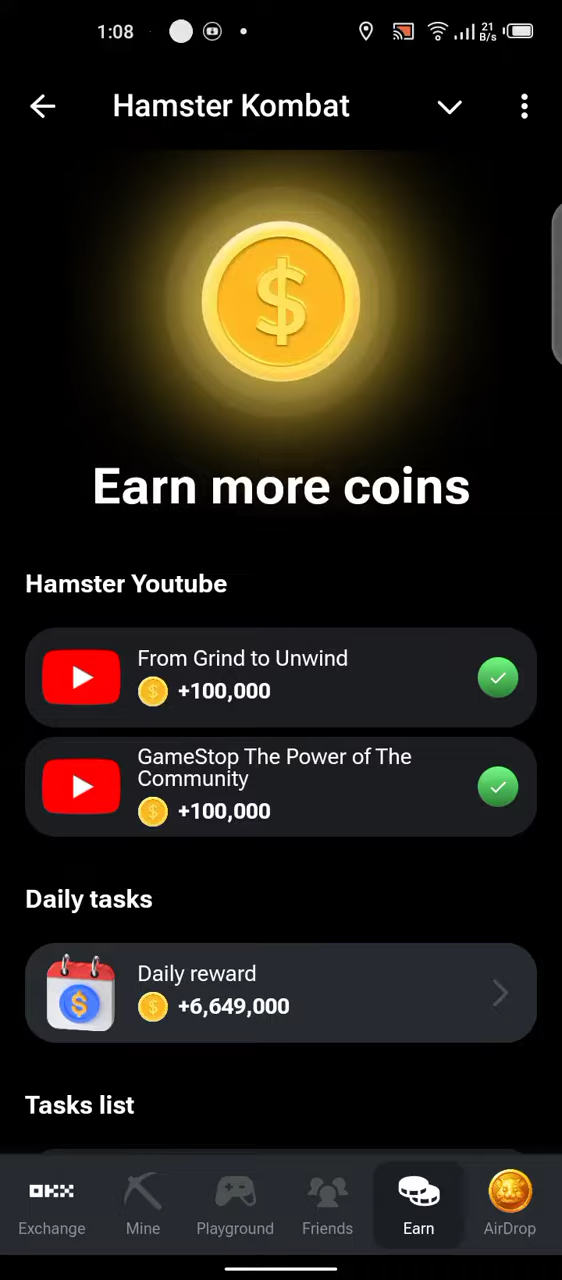 1:08
21
B/s
Hamster Kombat
Earn more coins
Hamster Youtube
From Grind to Unwind
+100,000
GameStop The Power of The
Community
+100,000
Daily tasks
Daily reward
+6,649,000
Tasks list
OKX
Exchange
Mine
Playground
Friends
Earn
AirDrop